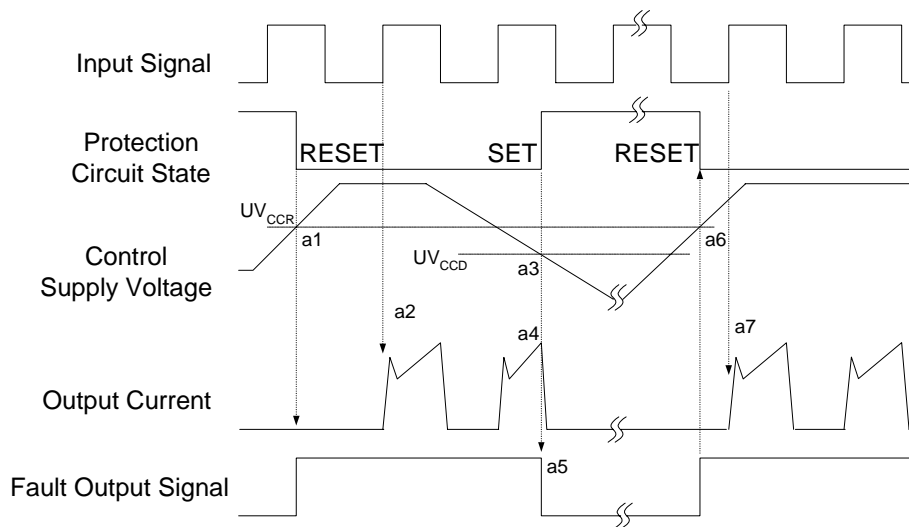 Input Signal
Protection
Circuit State
RESET
SET
RESET
UVCCR
a1
a6
Control
Supply Voltage
UVCCD
a3
a2
a4
a7
Output Current
a5
Fault Output Signal